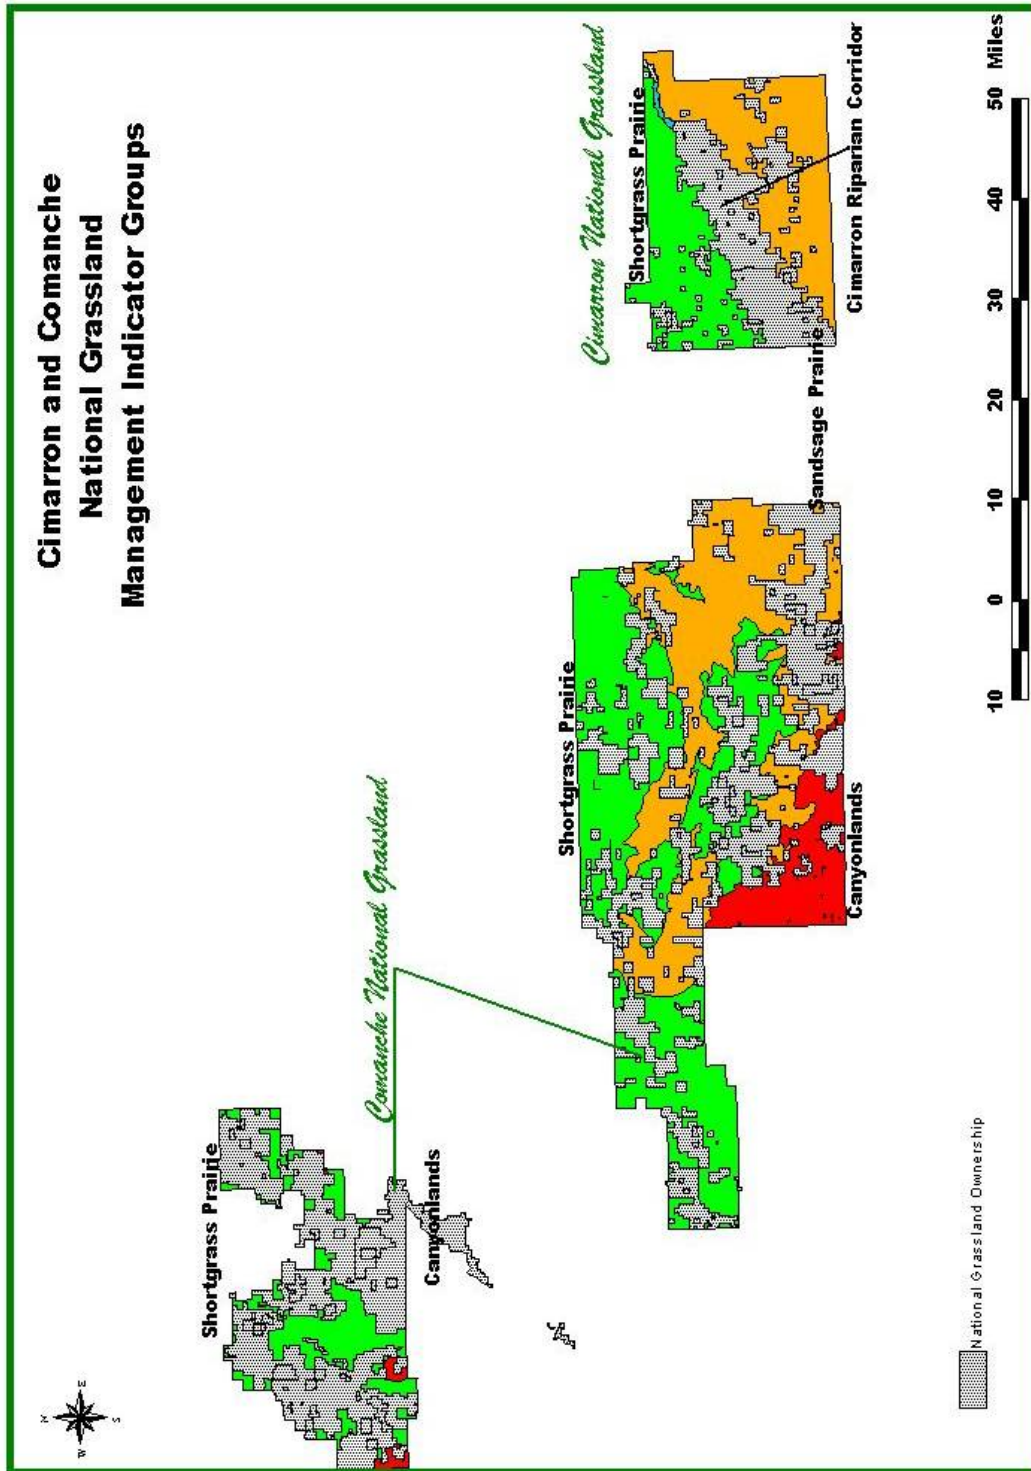 Cimarron and Comanche
National Grassland
Management Indicator Groups
N
W
E
S
Shortgrass Prairie
Canyonlands
Comanche National Grassland
Shortgrass Prairie
Canyonlands
Sandsage Prairie
Cimarron National Grassland
Shortgrass Prairie
Cimarron Riparian Corridor
National Grassland Ownership
10 0 10 20 30 40 50 Miles